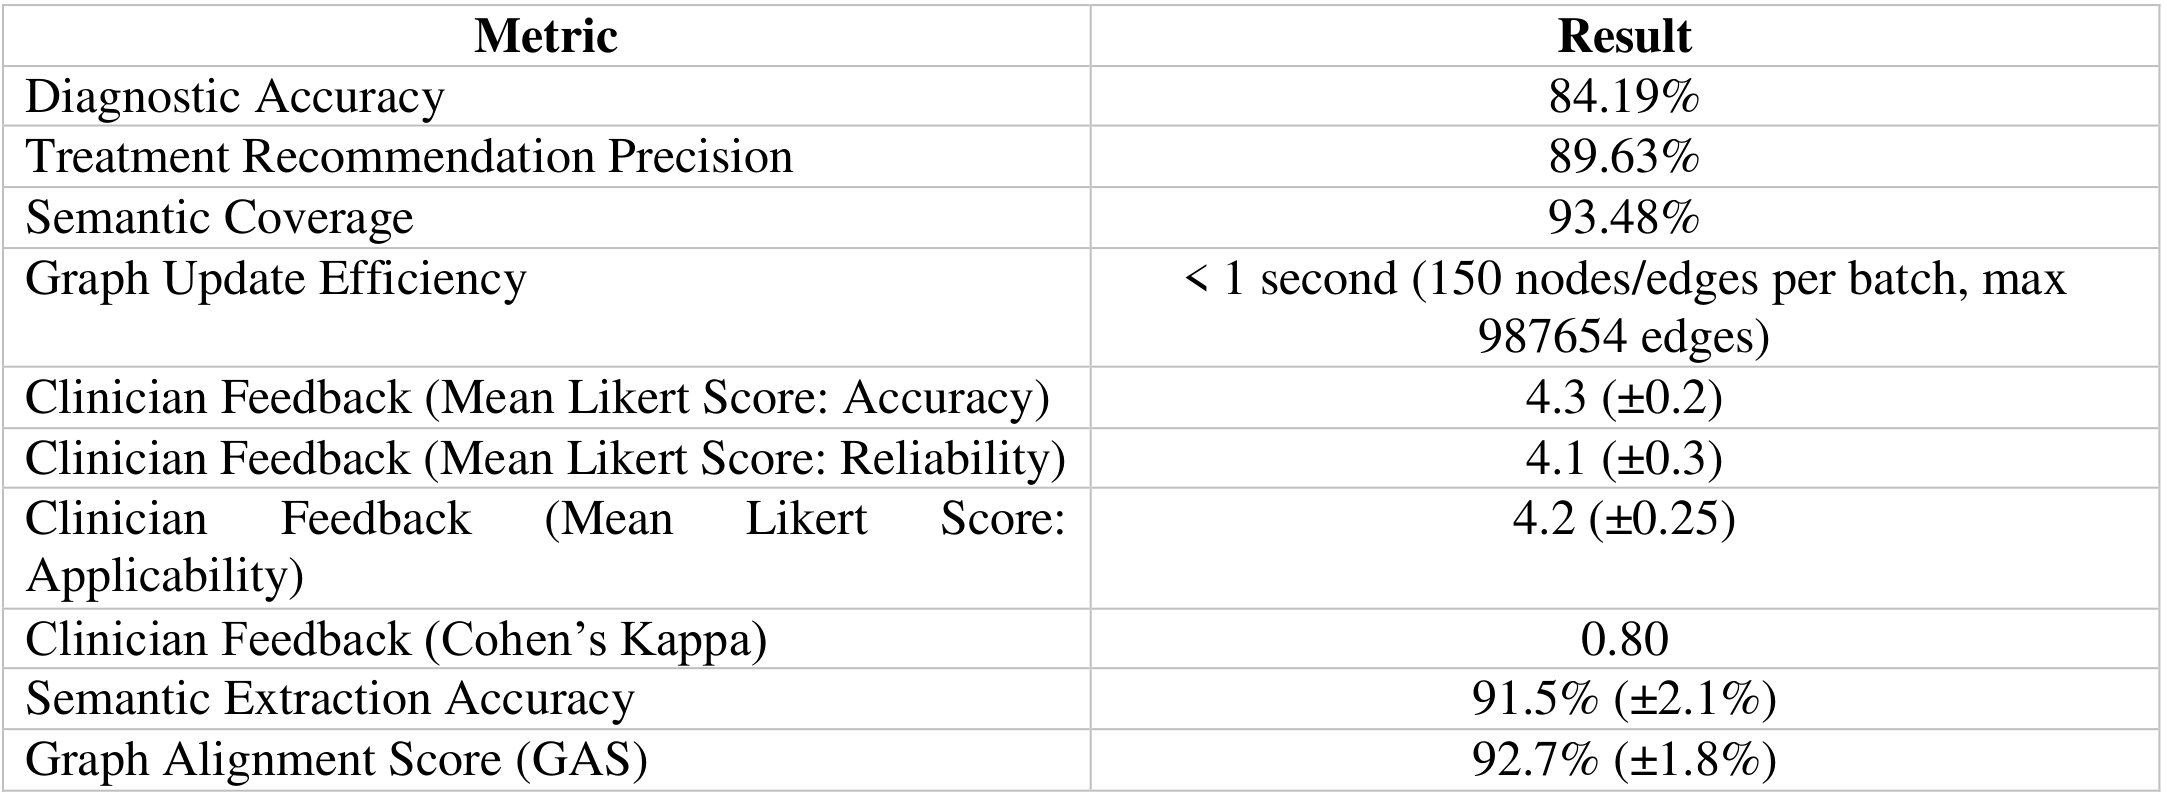 Metric Result
Diagnostic Accuracy 84.19%
Treatment Recommendation Precision 89.63%
Semantic Coverage 93.48%
Graph Update Efficiency < 1 second (150 nodes/edges per batch, max
987654 edges)
Clinician Feedback (Mean Likert Score: Accuracy) 4.3 (±0.2)
Clinician Feedback (Mean Likert Score: Reliability) 4.1 (±0.3)
Clinician Feedback (Mean Likert Score: 4.2 (±0.25)
Applicability)
Clinician Feedback (Cohen’s Kappa) 0.80
Semantic Extraction Accuracy 91.5% (±2.1%)
Graph Alignment Score (GAS) 92.7% (±1.8%)